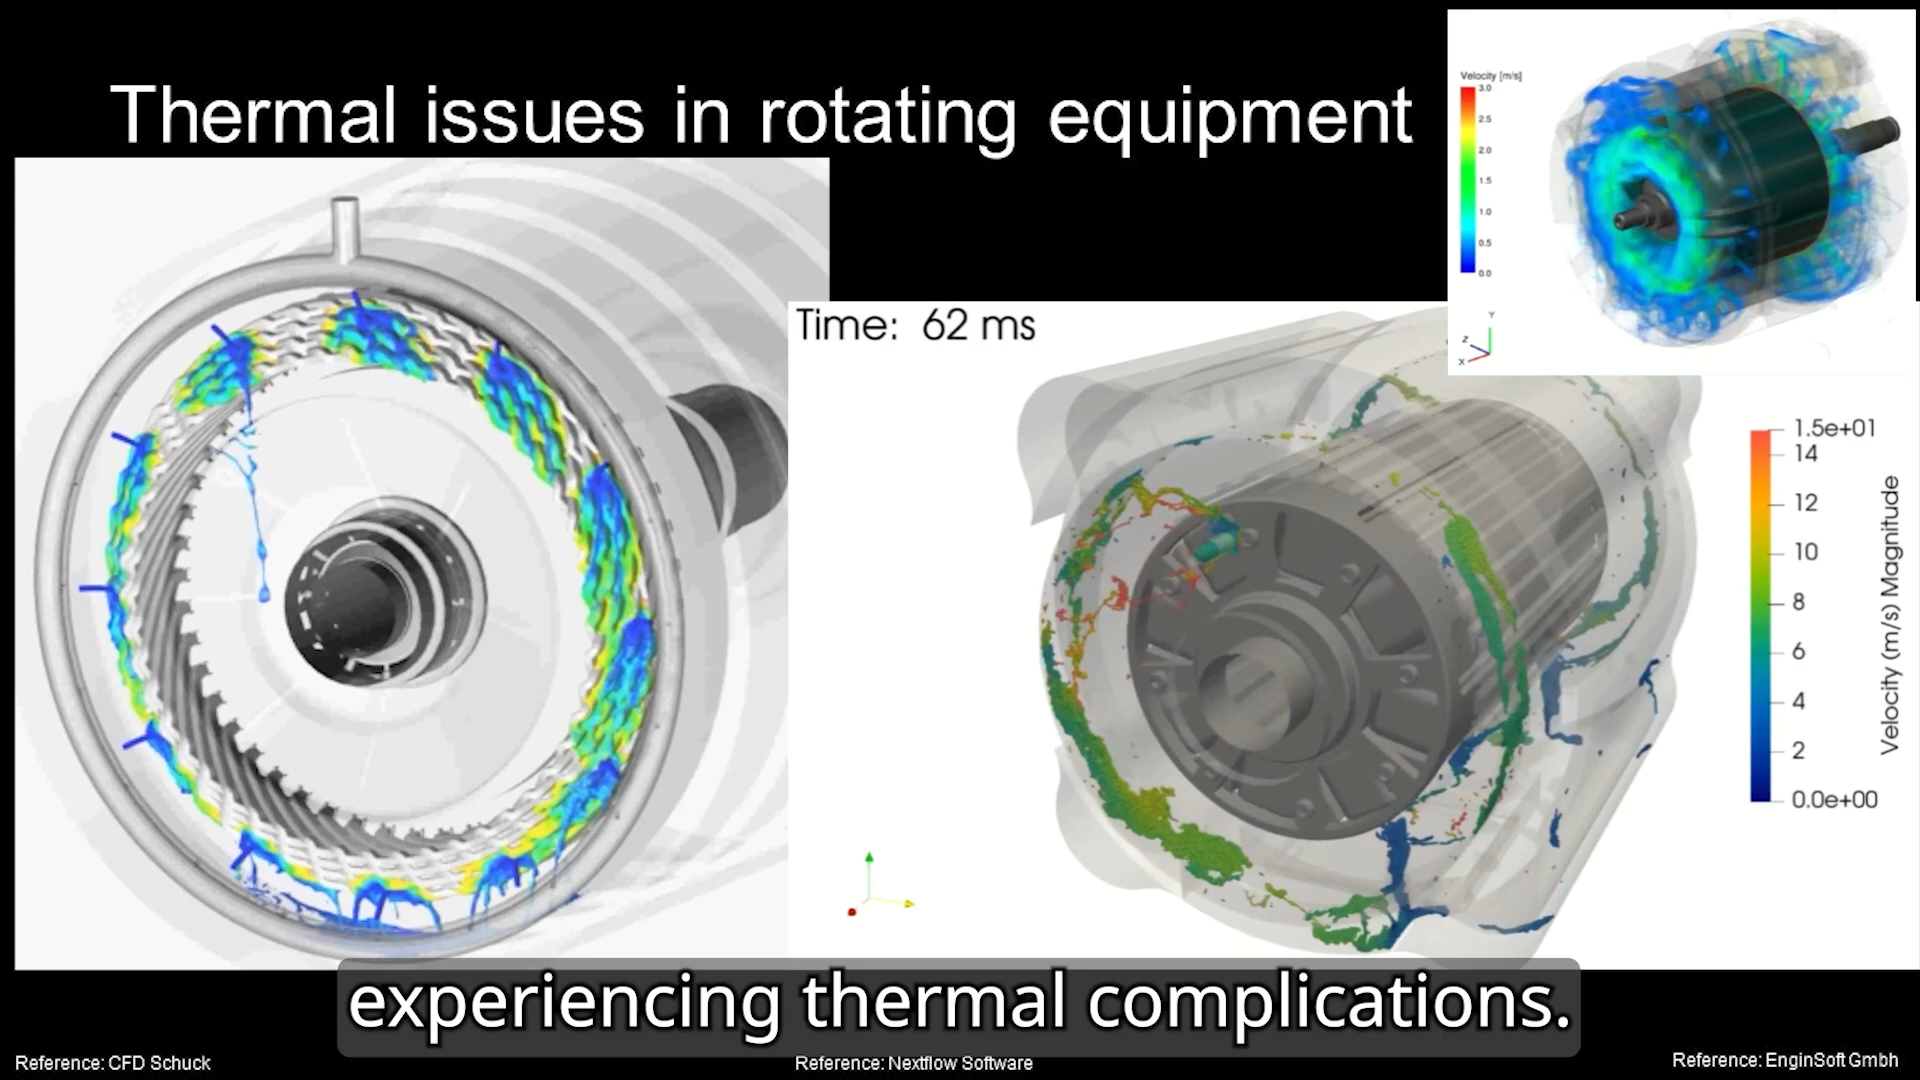 Thermal issues in rotating equipment
Velocity [m/s]
3.0
2.5
2.0
1.5
1.0
0.5
0.0
Y
Z
X
Time: 62 ms
1.5e+01
14
12
10
8
6
4
2
0.0e+00
Velocity (m/s) Magnitude
experiencing thermal complications.
Reference: CFD Schuck
Reference: Nextflow Software
Reference: EnginSoft Gmbh